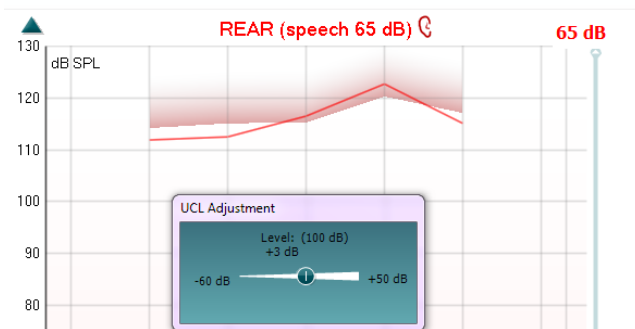 REAR (speech 65 dB)
65 dB
130
dB SPL
120
110
100
UCL Adjustment
Level: (100 dB)
+3 dB
90
-60 dB
+50 dB
80